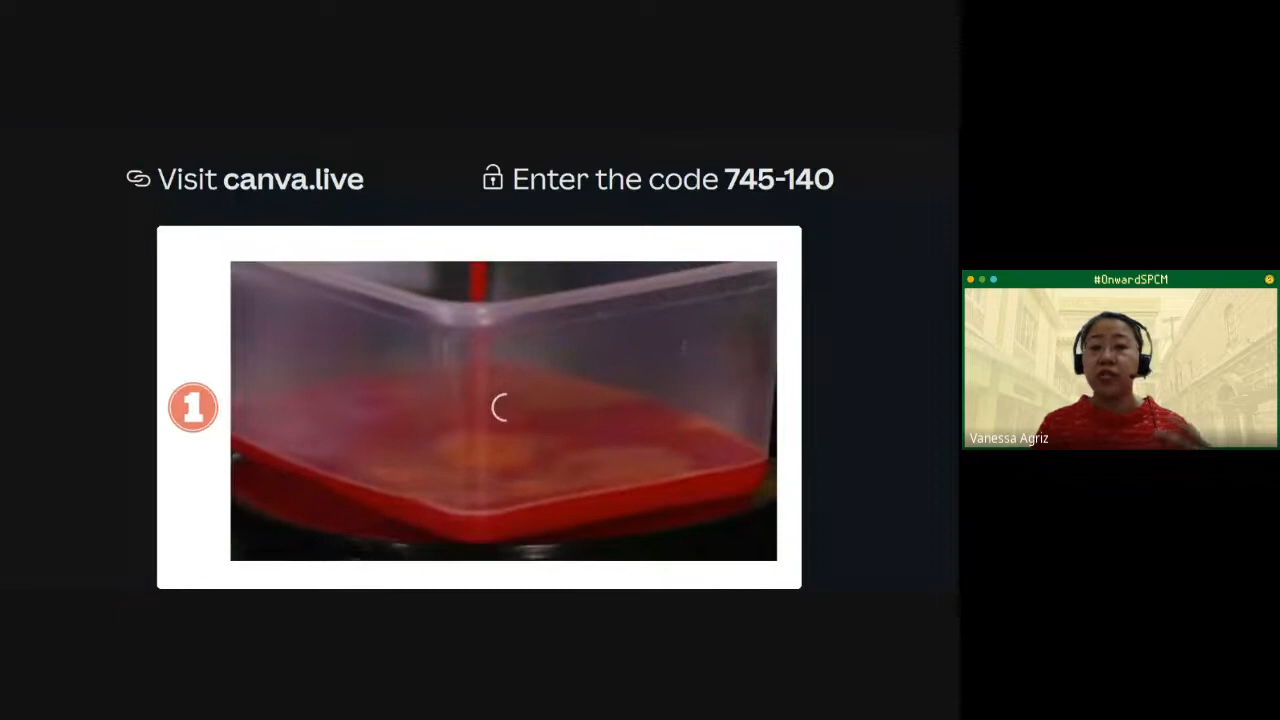 Visit canva.live
Enter the code 745-140
1
#OnwardSPCM
Vanessa Agriz